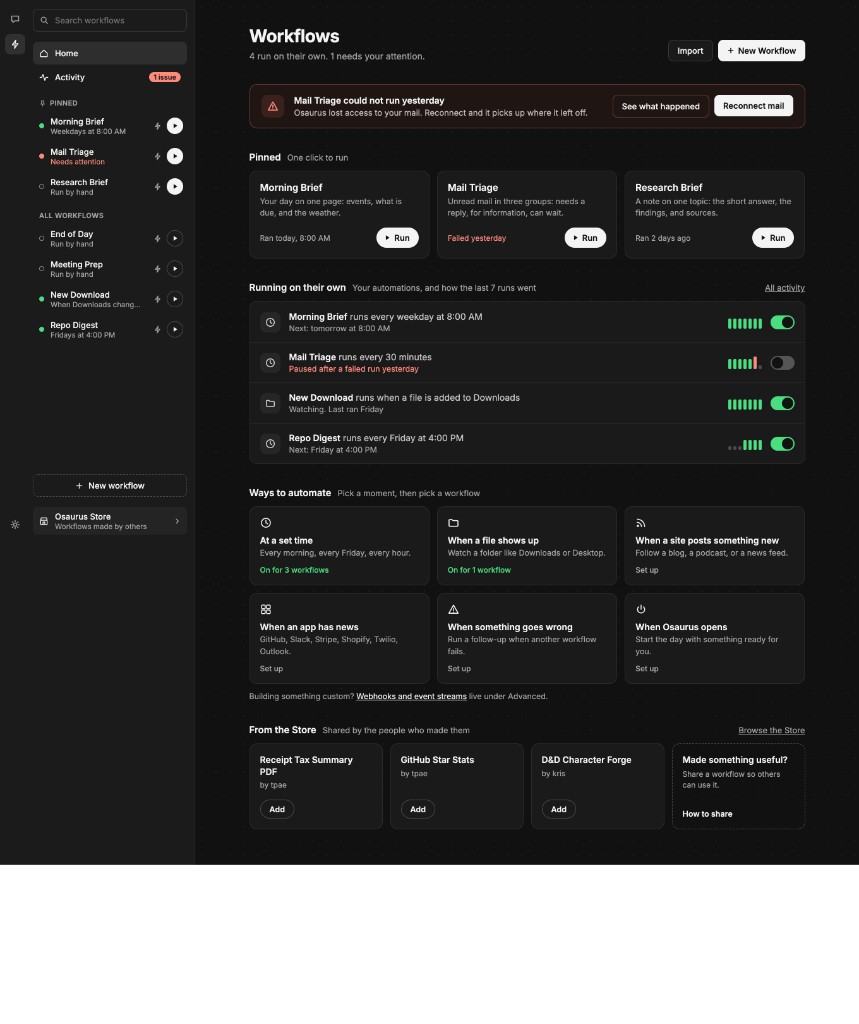 Search workflows
Home
Activity
1 issue
PINNED
Morning Brief
Weekdays at 8:00 AM
Mail Triage
Needs attention
Research Brief
Run by hand
ALL WORKFLOWS
End of Day
Run by hand
Meeting Prep
Run by hand
New Download
When Downloads chang...
Repo Digest
Fridays at 4:00 PM
+ New workflow
Osaurus Store
Workflows made by others
Workflows
4 run on their own. 1 needs your attention.
Import
+ New Workflow
Mail Triage could not run yesterday
Osaurus lost access to your mail. Reconnect and it picks up where it left off.
See what happened
Reconnect mail
Pinned One click to run
Morning Brief
Your day on one page: events, what is
due, and the weather.
Ran today, 8:00 AM
Run
Mail Triage
Unread mail in three groups: needs a
reply, for information, can wait.
Failed yesterday
Run
Research Brief
A note on one topic: the short answer, the
findings, and sources.
Ran 2 days ago
Run
Running on their own Your automations, and how the last 7 runs went
All activity
Morning Brief runs every weekday at 8:00 AM
Next: tomorrow at 8:00 AM
Mail Triage runs every 30 minutes
Paused after a failed run yesterday
New Download runs when a file is added to Downloads
Watching. Last ran Friday
Repo Digest runs every Friday at 4:00 PM
Next: Friday at 4:00 PM
Ways to automate Pick a moment, then pick a workflow
At a set time
Every morning, every Friday, every hour.
On for 3 workflows
When a file shows up
Watch a folder like Downloads or Desktop.
On for 1 workflow
When a site posts something new
Follow a blog, a podcast, or a news feed.
Set up
When an app has news
GitHub, Slack, Stripe, Shopify, Twilio,
Outlook.
Set up
When something goes wrong
Run a follow-up when another workflow
fails.
Set up
When Osaurus opens
Start the day with something ready for
you.
Set up
Building something custom? Webhooks and event streams live under Advanced.
From the Store Shared by the people who made them
Browse the Store
Receipt Tax Summary
PDF
by tpae
Add
GitHub Star Stats
by tpae
Add
D&D Character Forge
by kris
Add
Made something useful?
Share a workflow so others
can use it.
How to share